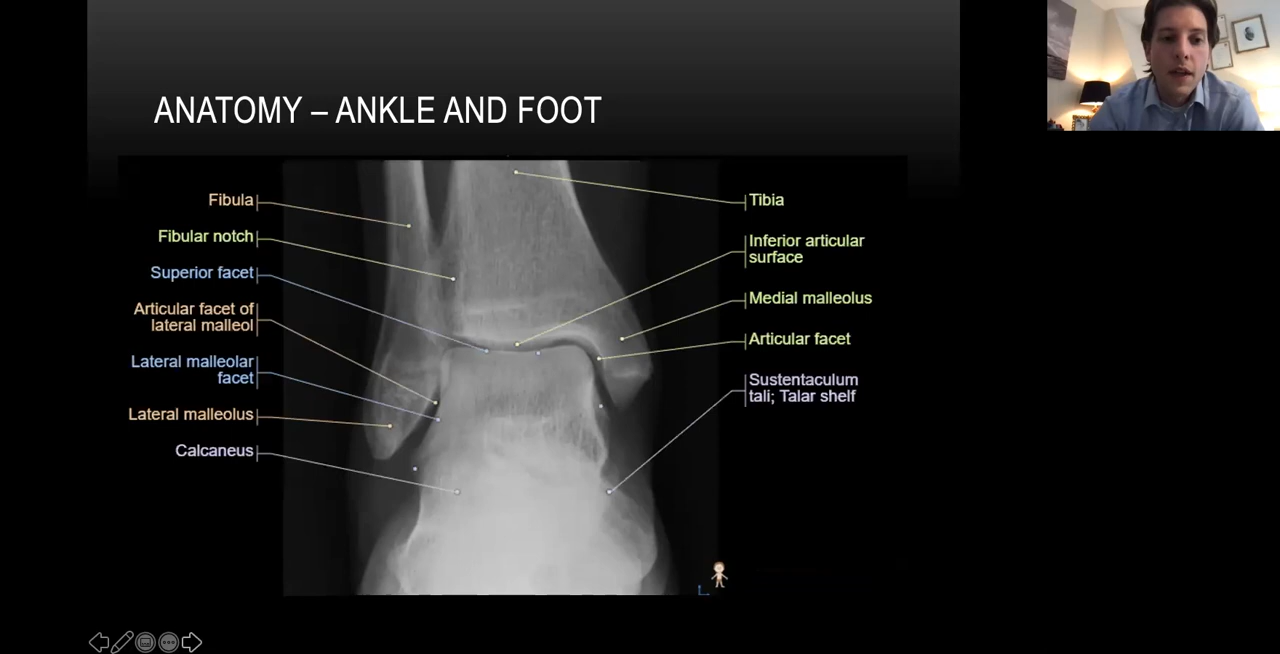 ANATOMY – ANKLE AND FOOT
Fibula
Fibular notch
Superior facet
Articular facet of
lateral malleol
Lateral malleolar
facet
Lateral malleolus
Calcaneus
Tibia
Inferior articular
surface
Medial malleolus
Articular facet
Sustentaculum
tali; Talar shelf
L